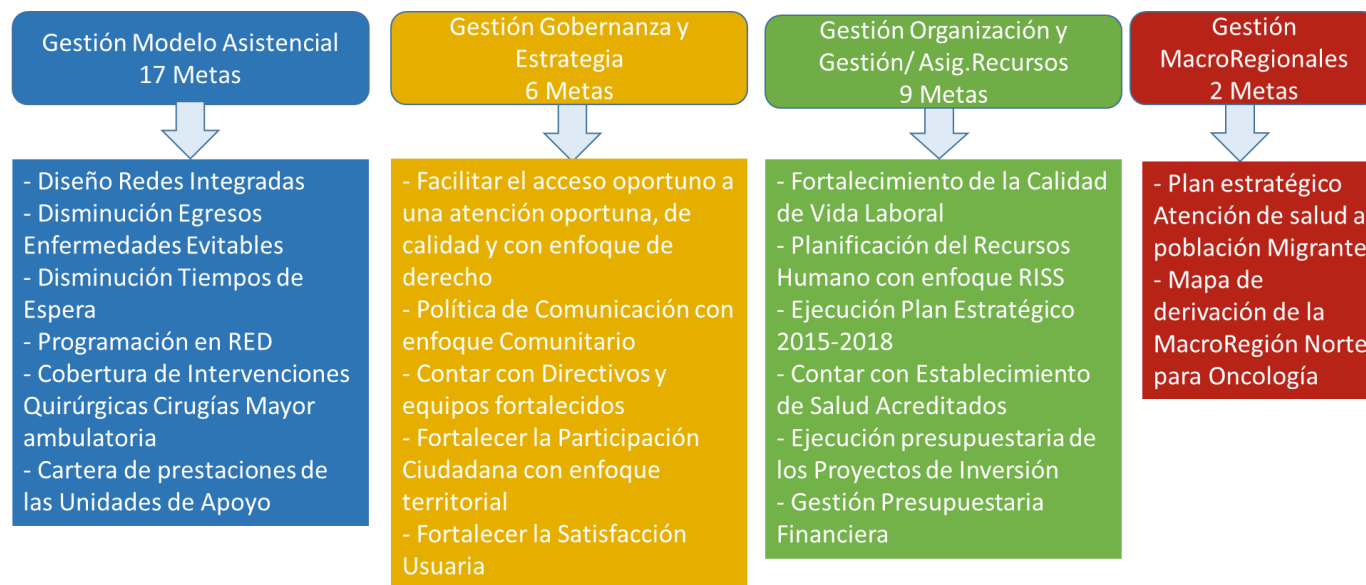 Gestión Modelo Asistencial
17 Metas
- Diseño Redes Integradas
- Disminución Egresos
Enfermedades Evitables
- Disminución Tiempos de
Espera
- Programación en RED
- Cobertura de Intervenciones
Quirúrgicas Cirugías Mayor
ambulatoria
- Cartera de prestaciones de
las Unidades de Apoyo
Gestión Gobernanza y
Estrategia
6 Metas
- Facilitar el acceso oportuno a
una atención oportuna, de
calidad y con enfoque de
derecho
- Política de Comunicación con
enfoque Comunitario
- Contar con Directivos y
equipos fortalecidos
- Fortalecer la Participación
Ciudadana con enfoque
territorial
- Fortalecer la Satisfacción
Usuaria
Gestión Organización y
Gestión/ Asig.Recursos
9 Metas
- Fortalecimiento de la Calidad
de Vida Laboral
- Planificación del Recursos
Humano con enfoque RISS
- Ejecución Plan Estratégico
2015-2018
- Contar con Establecimiento
de Salud Acreditados
- Ejecución presupuestaria de
los Proyectos de Inversión
- Gestión Presupuestaria
Financiera
Gestión
MacroRegionales
2 Metas
- Plan estratégico
Atención de salud a
población Migrante
- Mapa de
derivación de la
MacroRegión Norte
para Oncología